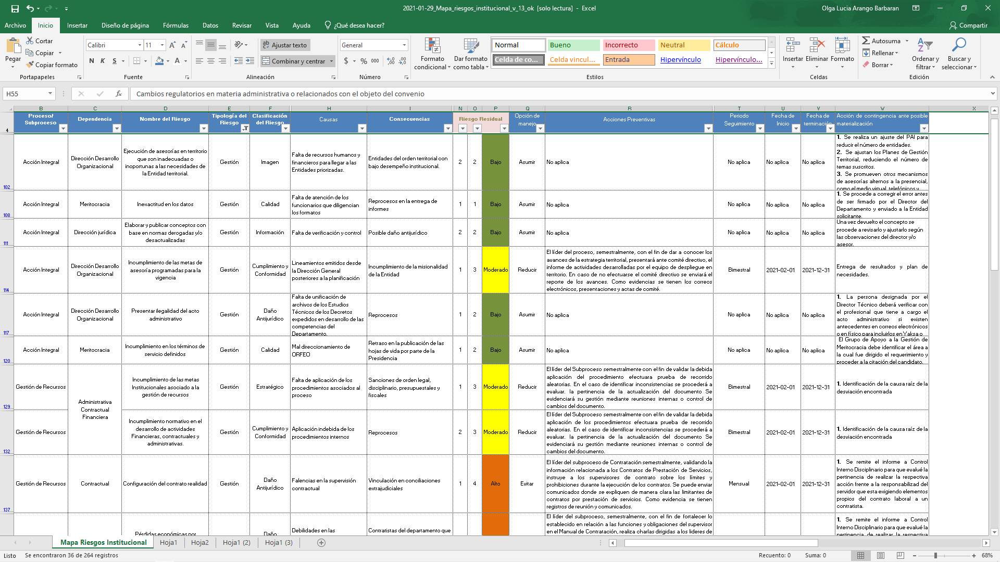 2021-01-29_Mapa_riesgos_institucional_v_13_ok [solo lectura] - Excel
Olga Lucia Arango Barbaran
Archivo Inicio Insertar Diseño de página Fórmulas Datos Revisar Vista Ayuda ¿Qué desea hacer? Compartir
Pegar
Cortar
Copiar
Copiar formato
Portapapeles
Calibri 11
N K S
Fuente
Ajustar texto
Combinar y centrar
Alineación
General
$ % 000
Número
Formato condicional
Dar formato como tabla
Normal Bueno Incorrecto Neutral Cálculo
Celda de co... Celda vincul... Entrada Hipervínculo Hipervínculo...
Estilos
Insertar Eliminar Formato
Celdas
Autosuma
Rellenar
Borrar
Ordenar y filtrar
Buscar y seleccionar
Edición
H55
fx
Cambios regulatorios en materia administrativa o relacionados con el objeto del convenio
B C D E F H I N O P Q R T U V W X
4
Proceso/ Subproceso
Dependencia
Nombre del Riesgo
Tipología del Riesgo
Clasificación del Riesgo
Causas
Consecuencias
Riesgo Residual
Opción de manejo
Acciones Preventivas
Periodo Seguimiento
Fecha de Inicio
Fecha de terminación
Acción de contingencia ante posible materialización
102
Acción Integral
Dirección Desarrollo Organizacional
Ejecución de asesorías en territorio que son inadecuadas o inoportunas a las necesidades de la Entidad territorial.
Gestión
Imagen
Falta de recursos humanos y financieros para llegar a las Entidades priorizadas.
Entidades del orden territorial con bajo desempeño institucional.
2 2 Bajo Asumir No aplica No aplica No aplica No aplica
1. Se realiza un ajuste del PAI para reducir el número de entidades.
2. Se ajustan los Planes de Gestión Territorial, reduciendo el número de temas suscritos.
3. Se promueven otros mecanismos de asesorías alternos a la presencial, como el medio virtual, telefónicos y
108
Acción Integral
Meritocracia
Inexactitud en los datos
Gestión
Calidad
Falta de atención de los funcionarios que diligencian los formatos
Reprocesos en la entrega de informes
1 1 Bajo Asumir No aplica No aplica No aplica No aplica
1. Se procede a corregir el error antes de ser firmado por el Director del Departamento y enviado a la Entidad solicitante.
111
Acción Integral
Dirección jurídica
Elaborar y publicar conceptos con base en normas derogadas y/o desactualizadas
Gestión
Información
Falta de verificación y control
Posible daño antijurídico
2 2 Bajo Asumir No aplica No aplica No aplica No aplica
Una vez devuelto el concepto se procede a revisarlo y ajustarlo según las observaciones del director y/o asesor.
114
Acción Integral
Dirección Desarrollo Organizacional
Incumplimiento de las metas de asesoría programadas para la vigencia
Gestión
Cumplimiento y Conformidad
Lineamientos emitidos desde la Dirección General posteriores a la planificación
Incumplimiento de la misionalidad de la Entidad
1 3 Moderado Reducir
El líder del proceso, semestralmente, con el fin de dar a conocer los avances de la estrategia territorial, presentará ante comité directivo, el informe de actividades desarrolladas por el equipo de despliegue en territorio. En caso de no efectuarse el comité directivo se enviará el reporte de los avances. Como evidencias se tienen los correos electrónicos, presentaciones y actas de comité.
Bimestral 2021-02-01 2021-12-31
Entrega de resultados y plan de necesidades.
117
Acción Integral
Dirección Desarrollo Organizacional
Presentar ilegalidad del acto administrativo
Gestión
Daño Antijurídico
Falta de unificación de archivos de los Estudios Técnicos de los Decretos expedidos en desarrollo de las competencias del Departamento.
Reprocesos
1 2 Bajo Asumir No aplica No aplica No aplica No aplica
1. La persona designada por el Director Técnico deberá verificar con el profesional que tiene a cargo el acto administrativo si existen antecedentes en correos electrónicos o en físico para incluirlos en Yaksa o
120
Acción Integral
Meritocracia
Incumplimiento en los términos de servicio definidos
Gestión
Calidad
Mal direccionamiento de ORFEO
Retraso en la publicación de las hojas de vida por parte de la Presidencia
1 2 Bajo Asumir No aplica No aplica No aplica No aplica
El Grupo de Apoyo a la Gestión de Meritocracia debe identificar el área a la cual fue dirigido el requerimiento y proceder a la citación del candidato.
129
Gestión de Recursos
Administrativa Contractual Financiera
Incumplimiento de las metas Institucionales asociado a la gestión de recursos
Gestión
Estratégico
Falta de aplicación de los procedimientos asociados al proceso
Sanciones de orden legal, disciplinario, presupuestales y fiscales
1 3 Moderado Reducir
El líder del Subproceso semestralmente con el fin de validar la debida aplicación del procedimiento efectuara prueba de recorrido aleatorias. En el caso de identificar inconsistencias se procederá a evaluar. la pertinencia de la actualización del documento Se evidenciará su gestión mediante reuniones internas o control de cambios del documento.
Bimestral 2021-02-01 2021-12-31
1. Identificación de la causa raíz de la desviación encontrada
132
Gestión de Recursos
Incumplimiento normativo en el desarrollo de actividades Financieras, contractuales y administrativas.
Gestión
Cumplimiento y Conformidad
Aplicación indebida de los procedimientos internos
Reprocesos
2 3 Moderado Reducir
El líder del Subproceso semestralmente con el fin de validar la debida aplicación de los procedimientos efectuara prueba de recorrido aleatorias. En el caso de identificar inconsistencias se procederá a evaluar. la pertinencia de la actualización del documento Se evidenciará su gestión mediante reuniones internas o control de cambios del documento.
Bimestral 2021-02-01 2021-12-31
1. Identificación de la causa raíz de la desviación encontrada
137
Gestión de Recursos
Contractual
Configuración del contrato realidad
Gestión
Daño Antijurídico
Falencias en la supervisión contractual
Vinculación en conciliaciones extrajudiciales
1 4 Alto Evitar
El líder del subproceso de Contratación semestralmente, validando la información relacionada a los Contratos de Prestación de Servicios, instruye a los supervisores de contrato sobre los límites y prohibiciones durante la ejecución de los contratos. Se puede enviar comunicados donde se expliquen de manera clara las limitantes de contratos por prestación de servicios. Como evidencia se tienen registros de reunión y comunicados.
Mensual 2021-02-01 2021-12-31
1. Se remite el informe a Control Interno Disciplinario para que evalué la pertinencia de realizar la respectiva acción frente a la responsabilizad del servidor que esta exigiendo elementos propios del contrato laboral a un contratista.
Pérdidas económicas por
Daño
Debilidades en las
Contratistas del departamento que
El líder del subproceso, semestralmente, con el fin de fortalecer lo establecido en relación a las funciones y obligaciones del supervisor en el Manual de Contratación, realiza charlas dirigidas a los líderes de
1. Se remite el informe a Control Interno Disciplinario para que evalué la pertinencia de realizar la respectiva
Mapa Riesgos Institucional Hoja1 Hoja2 Hoja1 (2) Hoja1 (3)
Listo Se encontraron 36 de 264 registros Recuento: 0 Suma: 0 68%